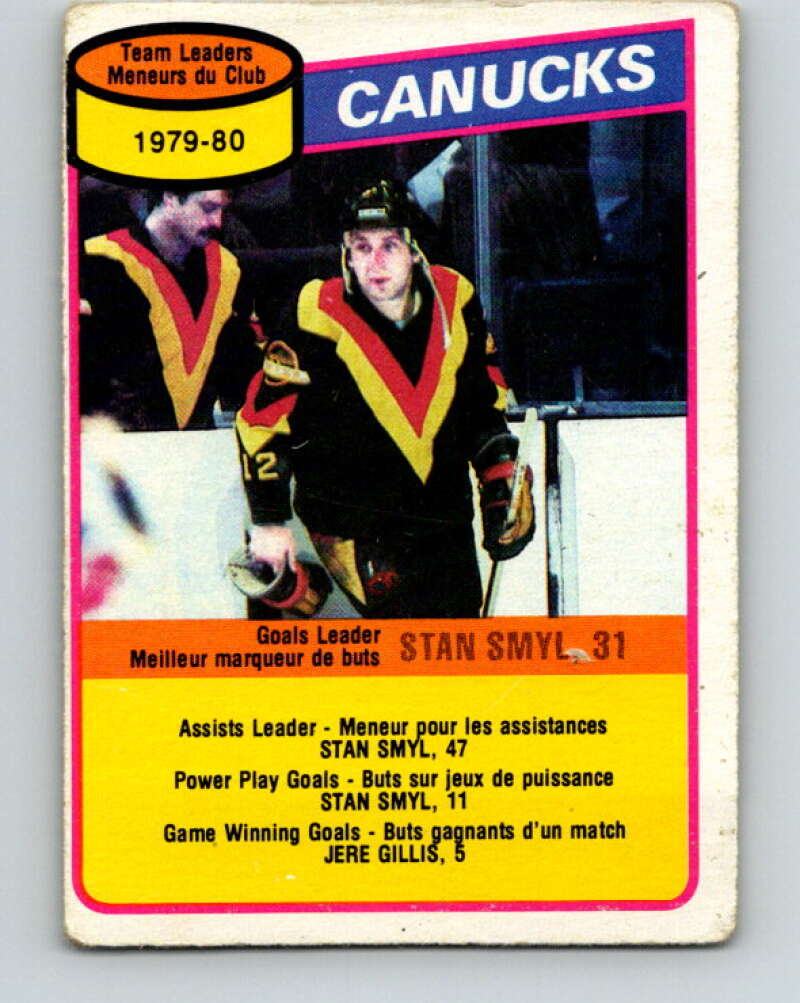 Team Leaders
Meneurs du Club
1979-80
CANUCKS
12
Goals Leader
Meilleur marqueur de buts
STAN SMYL, 31
Assists Leader - Meneur pour les assistances
STAN SMYL, 47
Power Play Goals - Buts sur jeux de puissance
STAN SMYL, 11
Game Winning Goals - Buts gagnants d'un match
JERE GILLIS, 5